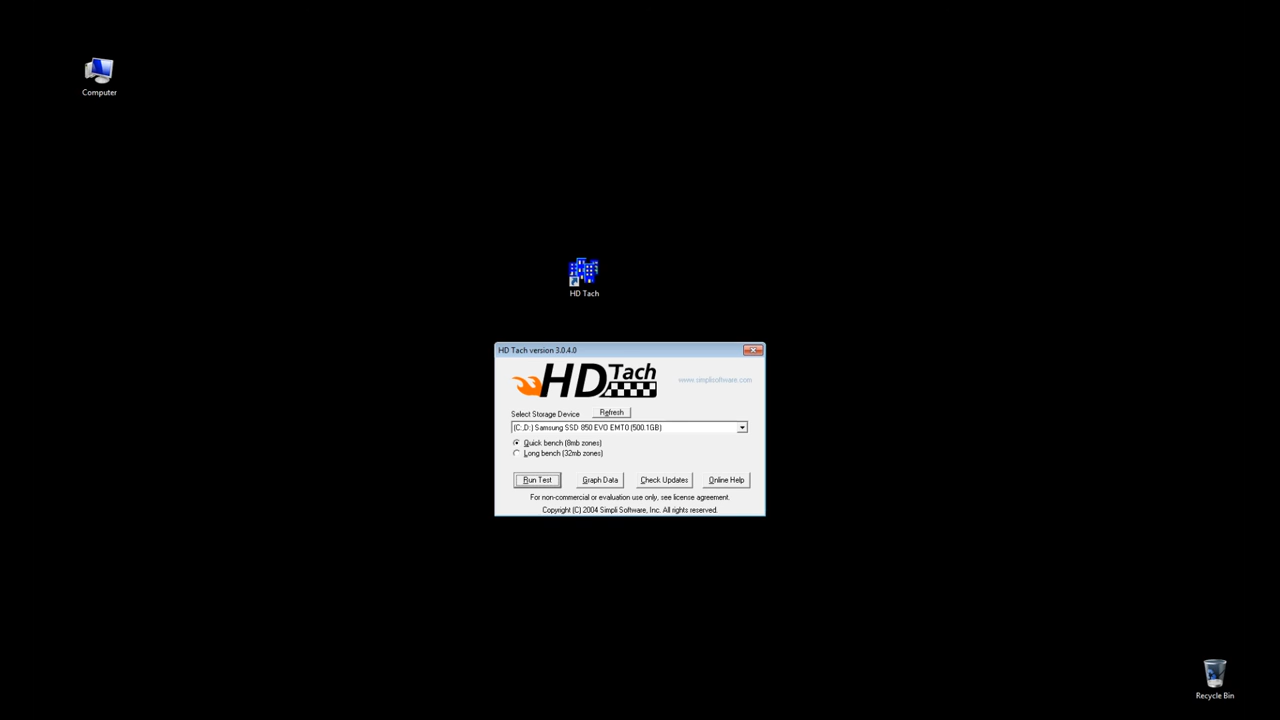 Computer
HD Tach
HD Tach version 3.0.4.0
HD Tach
www.simplisoftware.com
Select Storage Device
Refresh
(C:,D:) Samsung SSD 850 EVO EMT0 (500.1GB)
Quick bench (8mb zones)
Long bench (32mb zones)
Run Test Graph Data Check Updates Online Help
For non-commercial or evaluation use only, see license agreement.
Copyright (C) 2004 Simpli Software, Inc. All rights reserved.
Recycle Bin